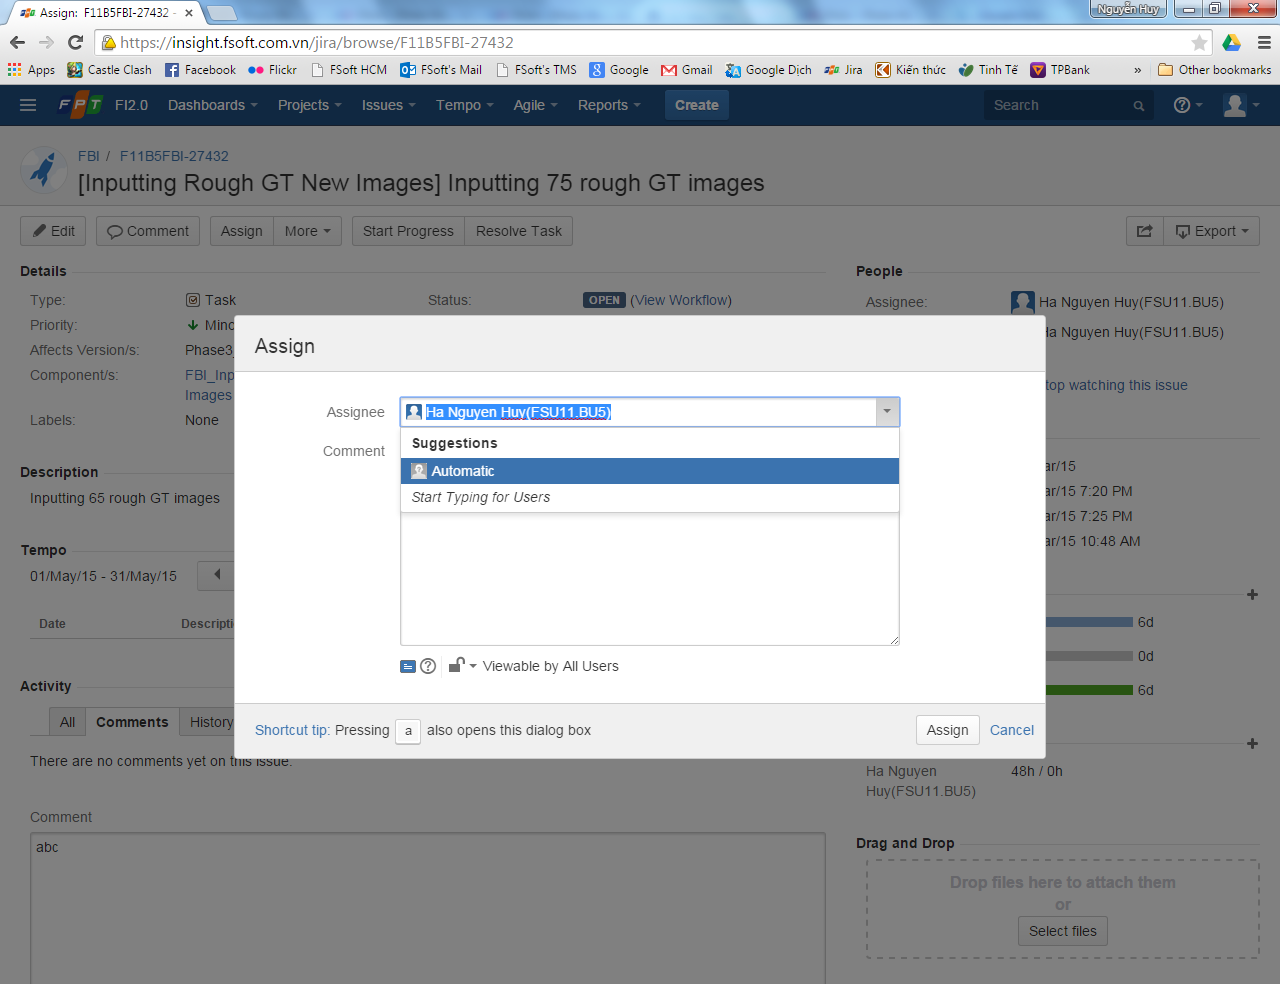 Assign: F11B5FBI-27432 -
Nguyễn Huy
https://insight.fsoft.com.vn/jira/browse/F11B5FBI-27432
Apps Castle Clash Facebook Flickr FSoft HCM FSoft's Mail FSoft's TMS Google Gmail Google Dịch Jira Kiến thức Tinh Tế TPBank » Other bookmarks
FPT FI2.0 Dashboards Projects Issues Tempo Agile Reports Create Search
FBI / F11B5FBI-27432
[Inputting Rough GT New Images] Inputting 75 rough GT images
Edit Comment Assign More Start Progress Resolve Task Export
Details
Type: Task Status: OPEN (View Workflow)
Priority:
Affects Version/s: Phase3
Component/s: FBI_Inp
Images
Labels: None
People
Assignee: Ha Nguyen Huy(FSU11.BU5)
Ha Nguyen Huy(FSU11.BU5)
top watching this issue
Assign
Assignee Ha Nguyen Huy(FSU11.BU5)
Suggestions
Automatic
Start Typing for Users
Comment
Viewable by All Users
Shortcut tip: Pressing a also opens this dialog box
Assign Cancel
Description
Inputting 65 rough GT images
Tempo
01/May/15 - 31/May/15
Date Descripti
ar/15
ar/15 7:20 PM
ar/15 7:25 PM
ar/15 10:48 AM
6d
0d
6d
Activity
All Comments History
There are no comments yet on this issue.
Comment
abc
Ha Nguyen 48h / 0h
Huy(FSU11.BU5)
Drag and Drop
Drop files here to attach them
or
Select files